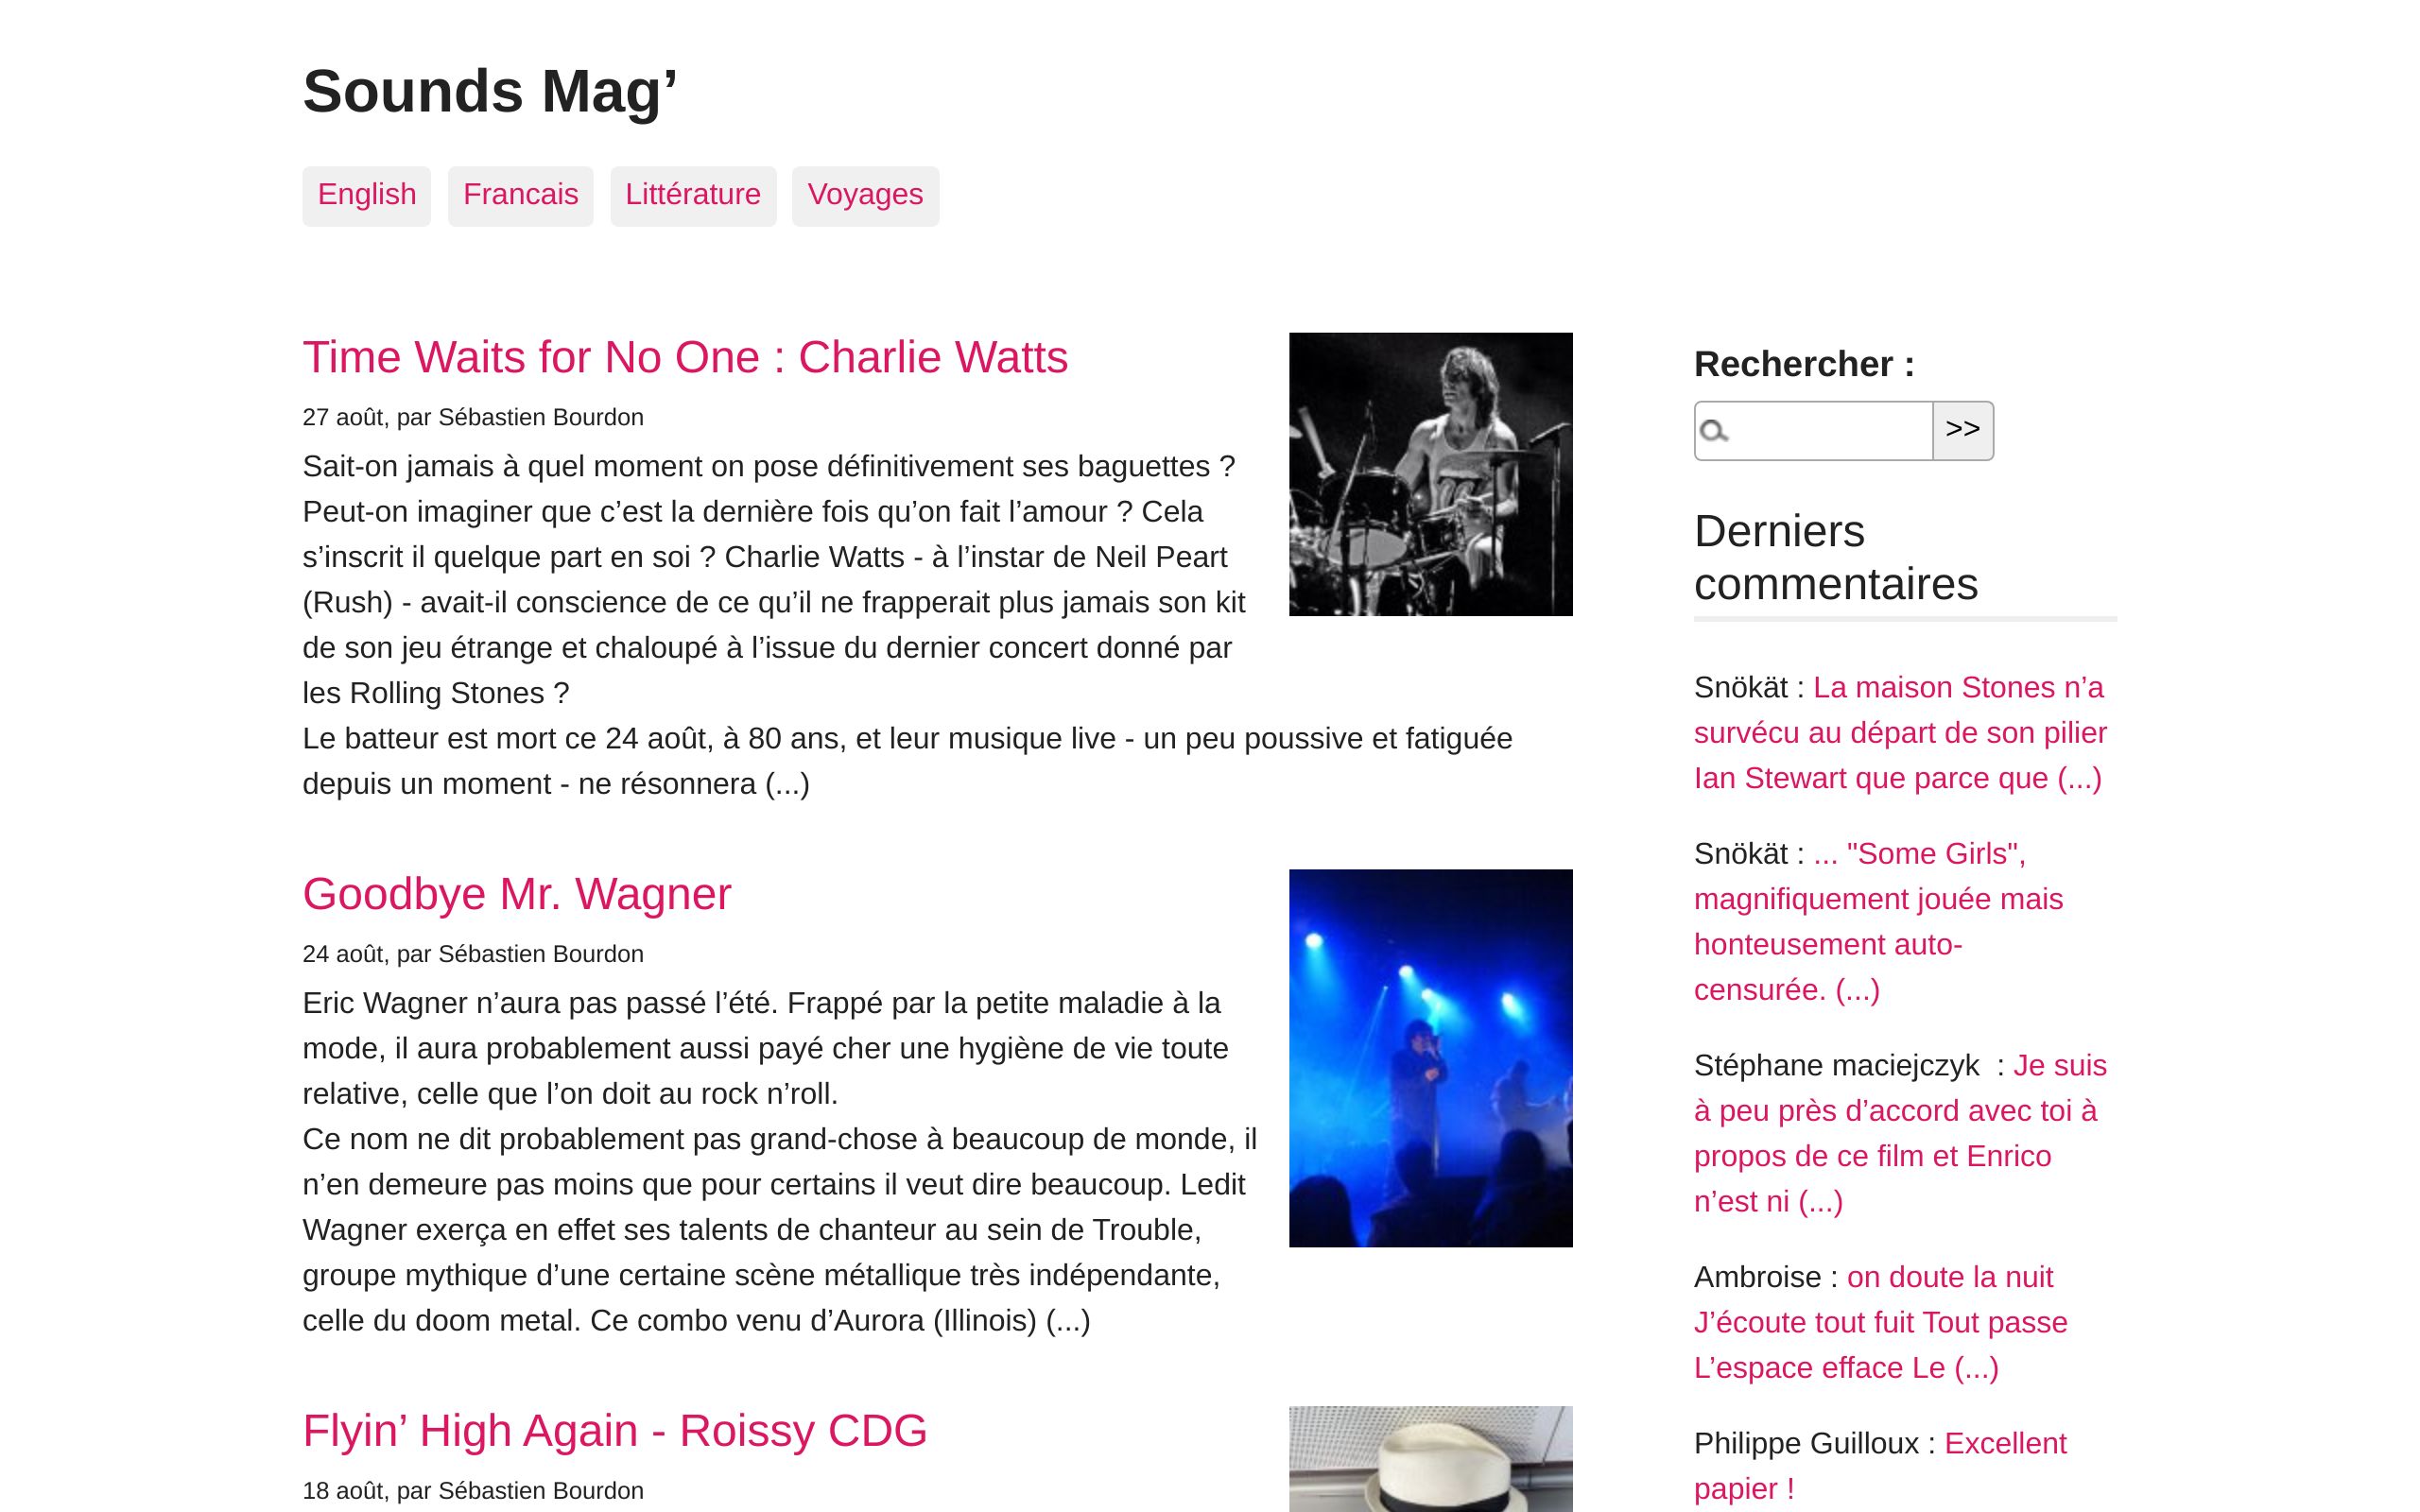 Sounds Mag’
English
Francais
Littérature
Voyages
Time Waits for No One : Charlie Watts
27 août, par Sébastien Bourdon
Sait-on jamais à quel moment on pose définitivement ses baguettes ?
Peut-on imaginer que c’est la dernière fois qu’on fait l’amour ? Cela
s’inscrit il quelque part en soi ? Charlie Watts - à l’instar de Neil Peart
(Rush) - avait-il conscience de ce qu’il ne frapperait plus jamais son kit
de son jeu étrange et chaloupé à l’issue du dernier concert donné par
les Rolling Stones ?
Le batteur est mort ce 24 août, à 80 ans, et leur musique live - un peu poussive et fatiguée
depuis un moment - ne résonnera (...)
Goodbye Mr. Wagner
24 août, par Sébastien Bourdon
Eric Wagner n’aura pas passé l’été. Frappé par la petite maladie à la
mode, il aura probablement aussi payé cher une hygiène de vie toute
relative, celle que l’on doit au rock n’roll.
Ce nom ne dit probablement pas grand-chose à beaucoup de monde, il
n’en demeure pas moins que pour certains il veut dire beaucoup. Ledit
Wagner exerça en effet ses talents de chanteur au sein de Trouble,
groupe mythique d’une certaine scène métallique très indépendante,
celle du doom metal. Ce combo venu d’Aurora (Illinois) (...)
Flyin’ High Again - Roissy CDG
18 août, par Sébastien Bourdon
Rechercher :
>>
Derniers
commentaires
Snökät : La maison Stones n’a
survécu au départ de son pilier
Ian Stewart que parce que (...)
Snökät : ... "Some Girls",
magnifiquement jouée mais
honteusement auto-
censurée. (...)
Stéphane maciejczyk  : Je suis
à peu près d’accord avec toi à
propos de ce film et Enrico
n’est ni (...)
Ambroise : on doute la nuit
J’écoute tout fuit Tout passe
L’espace efface Le (...)
Philippe Guilloux : Excellent
papier !